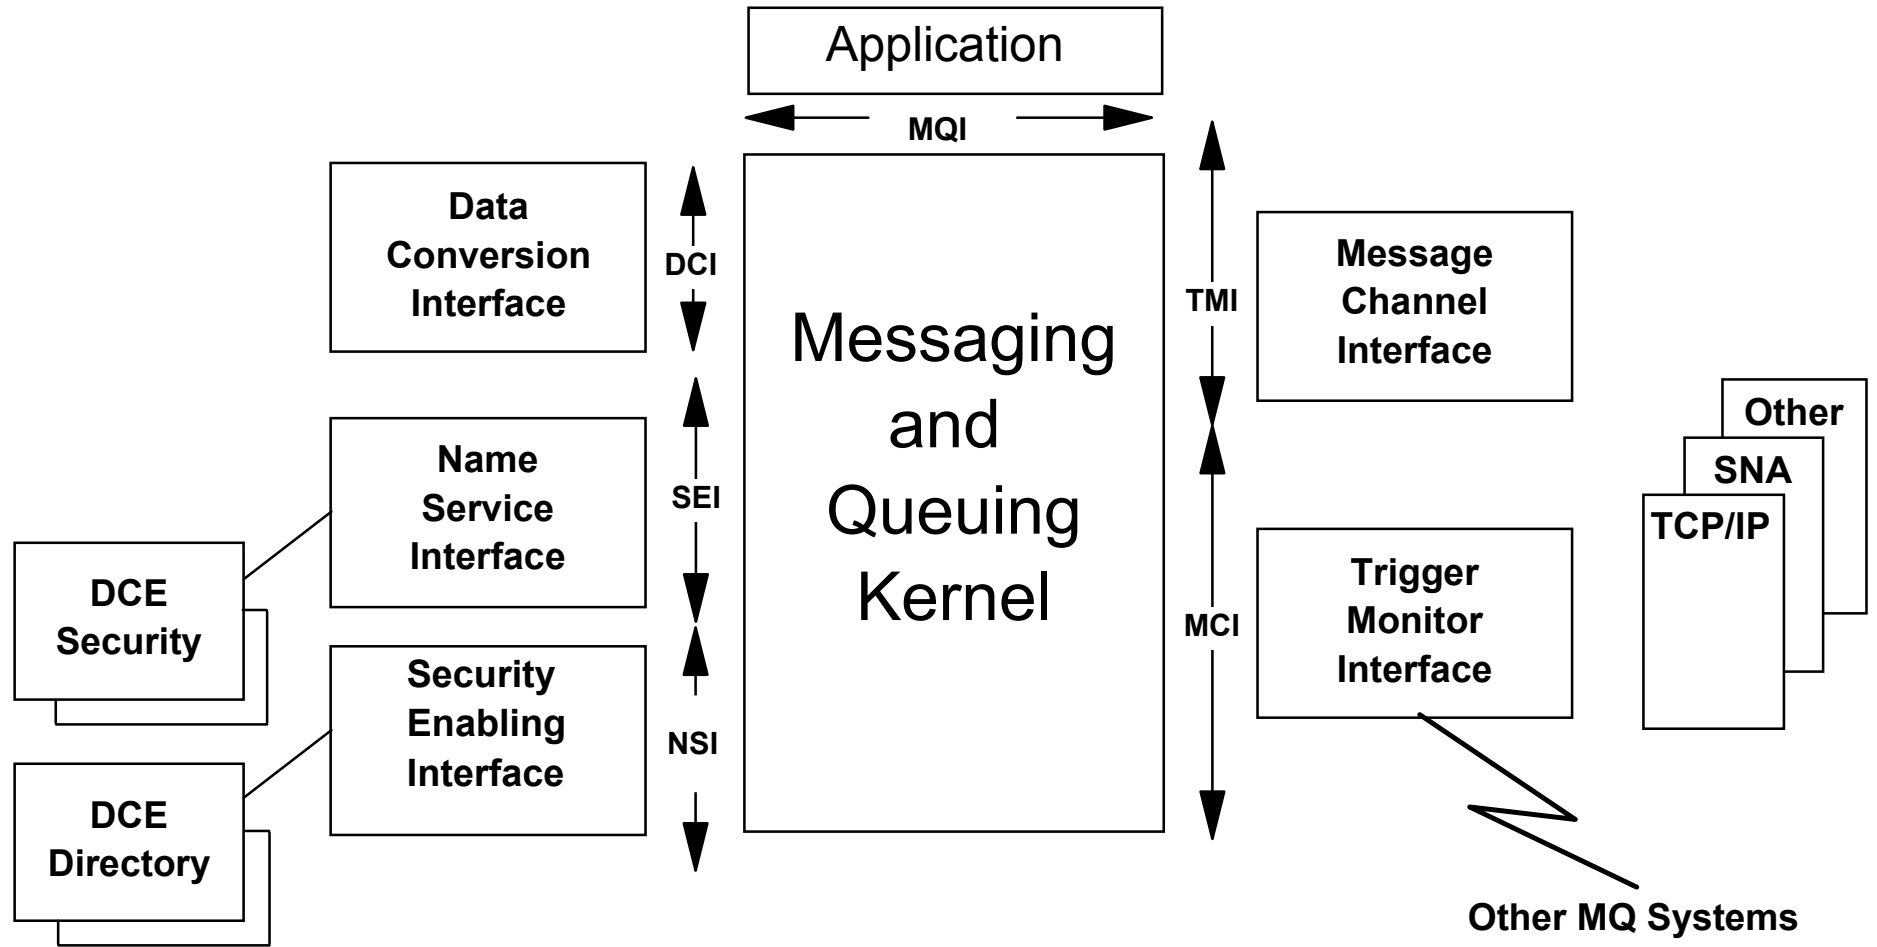 Application
MQI
Data
Conversion
Interface
DCI
Name
Service
Interface
SEI
Security
Enabling
Interface
NSI
DCE
Security
DCE
Directory
Messaging
and
Queuing
Kernel
TMI
Message
Channel
Interface
MCI
Trigger
Monitor
Interface
Other
SNA
TCP/IP
Other MQ Systems